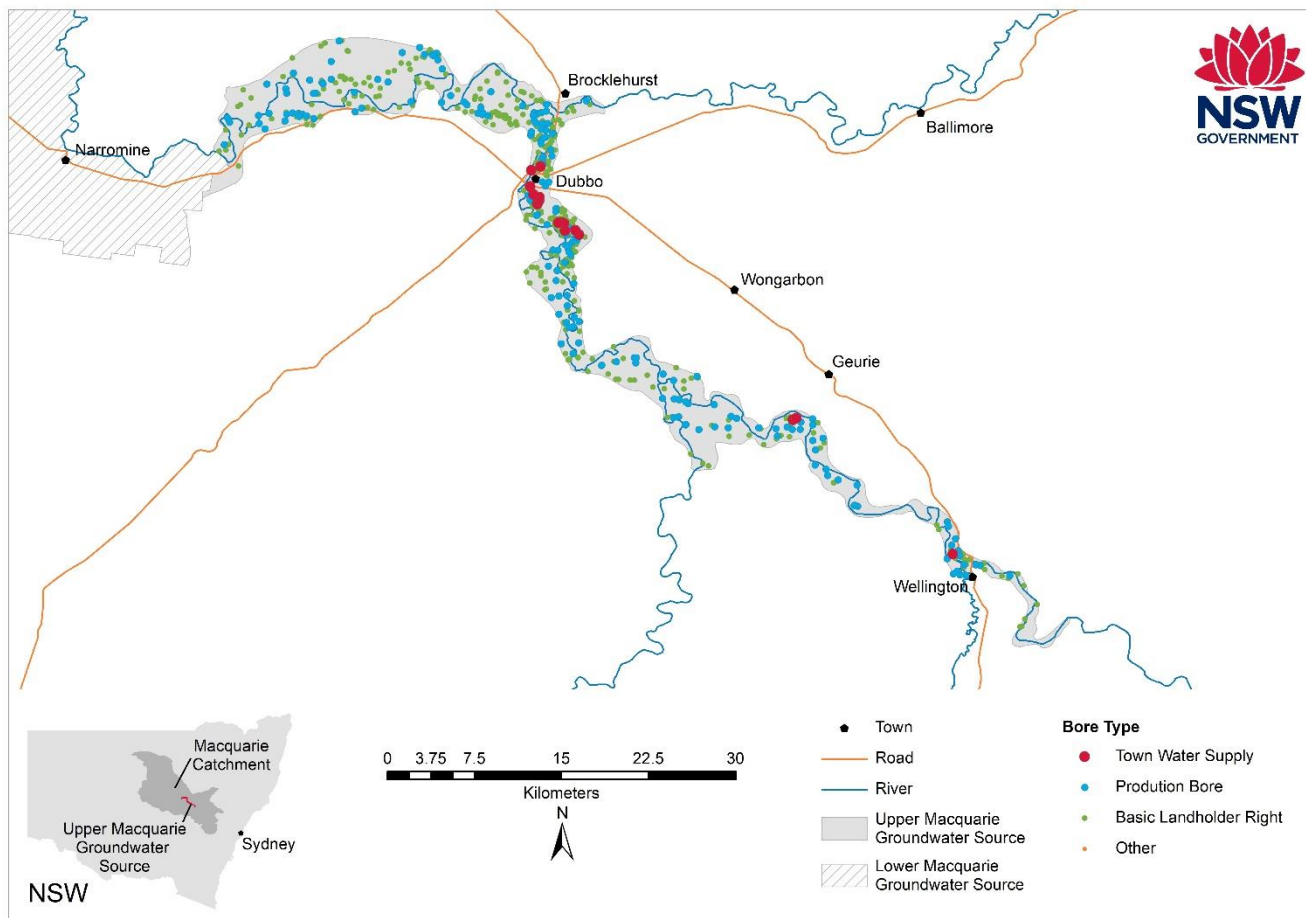 Brocklehurst
Ballimore
NSW
GOVERNMENT
Narromine
Dubbo
Wongarbon
Geurie
Wellington
Macquarie
Catchment
Upper Macquarie
Groundwater
Source
Sydney
NSW
0 3.75 7.5 15 22.5 30
Kilometers
N
Town
Road
River
Upper Macquarie
Groundwater Source
Lower Macquarie
Groundwater Source
Bore Type
Town Water Supply
Prodution Bore
Basic Landholder Right
Other